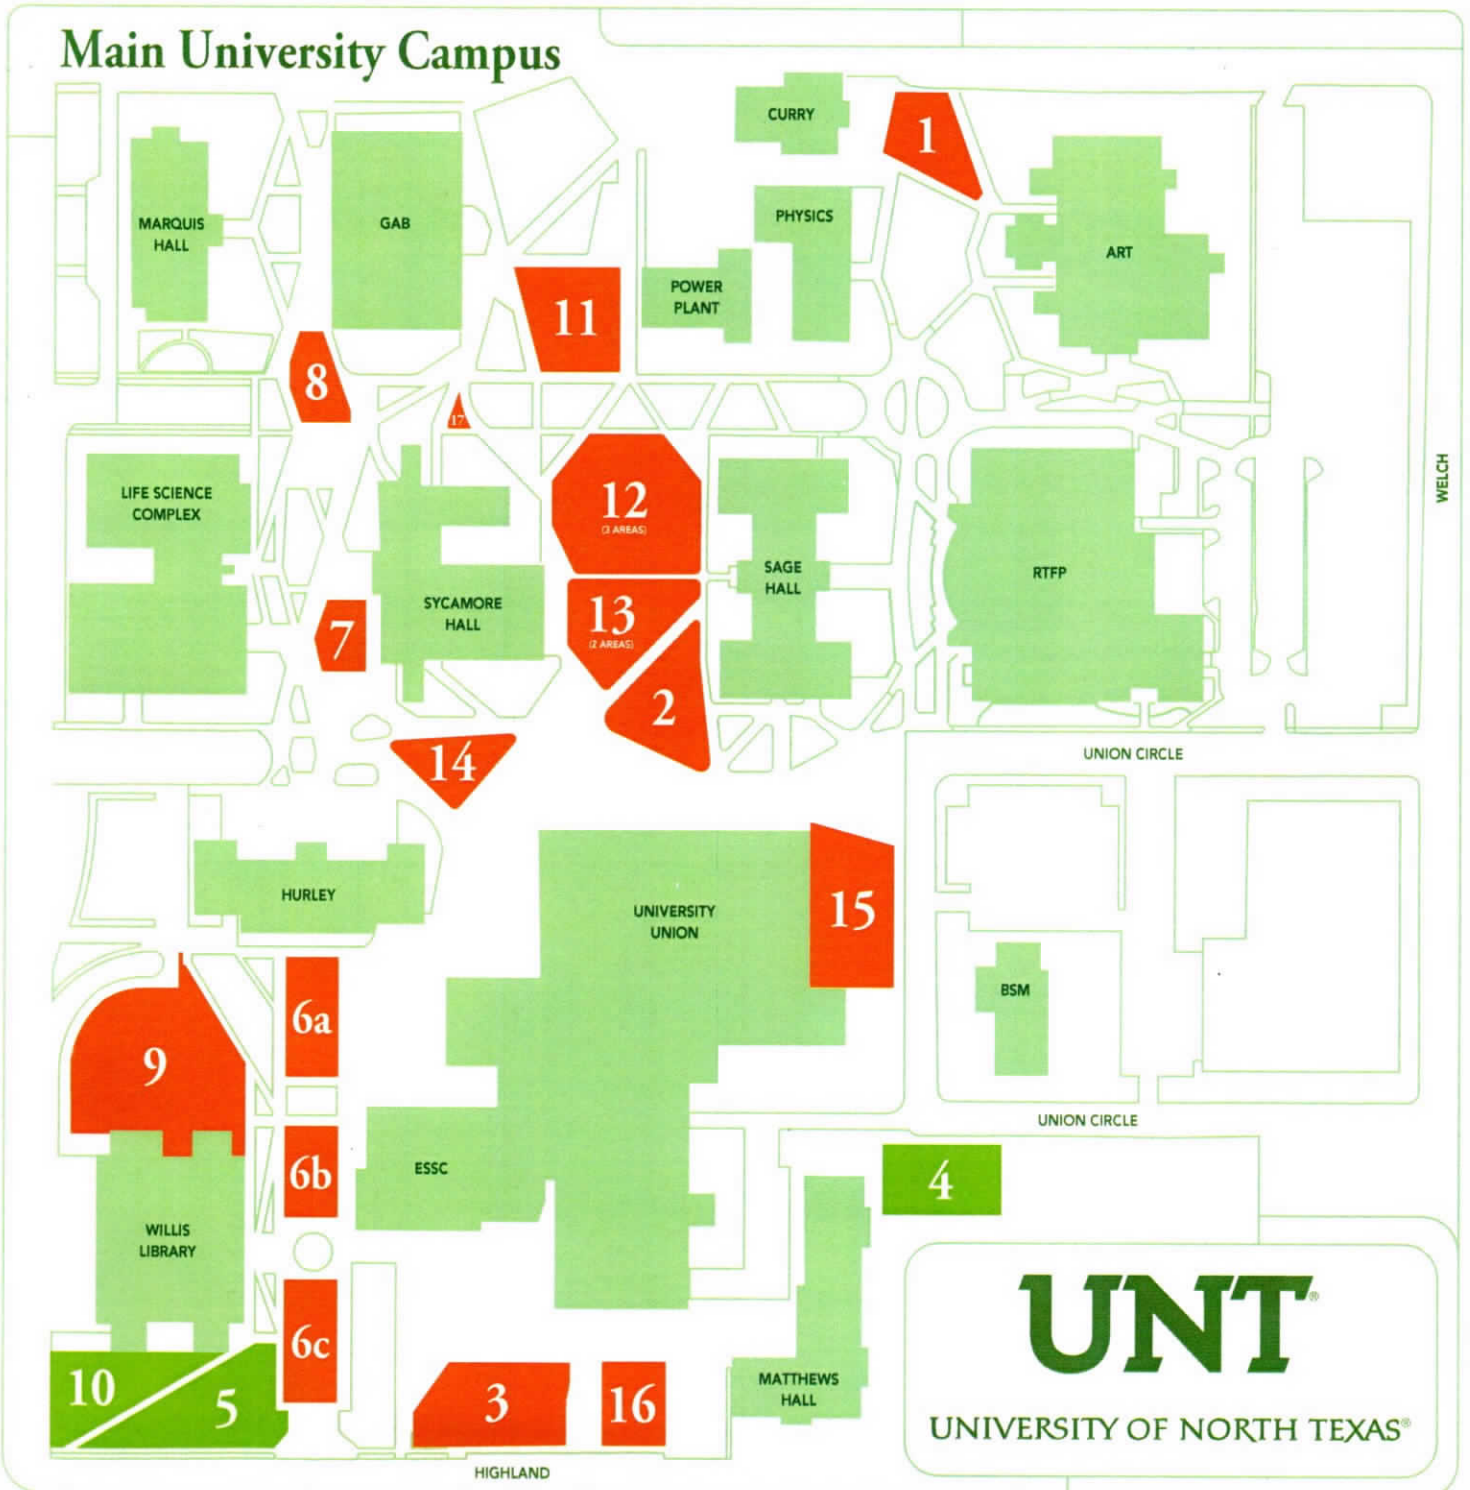 Main University Campus
CURRY
1
MARQUIS
HALL
GAB
PHYSICS
ART
POWER
PLANT
11
8
17
LIFE SCIENCE
COMPLEX
12
(3 AREAS)
WELCH
SAGE
HALL
RTFP
SYCAMORE
HALL
13
(2 AREAS)
7
2
14
UNION CIRCLE
HURLEY
UNIVERSITY
UNION
15
BSM
6a
9
UNION CIRCLE
ESSC
6b
4
WILLIS
LIBRARY
6c
10
5
3
16
MATTHEWS
HALL
UNT®
UNIVERSITY OF NORTH TEXAS®
HIGHLAND